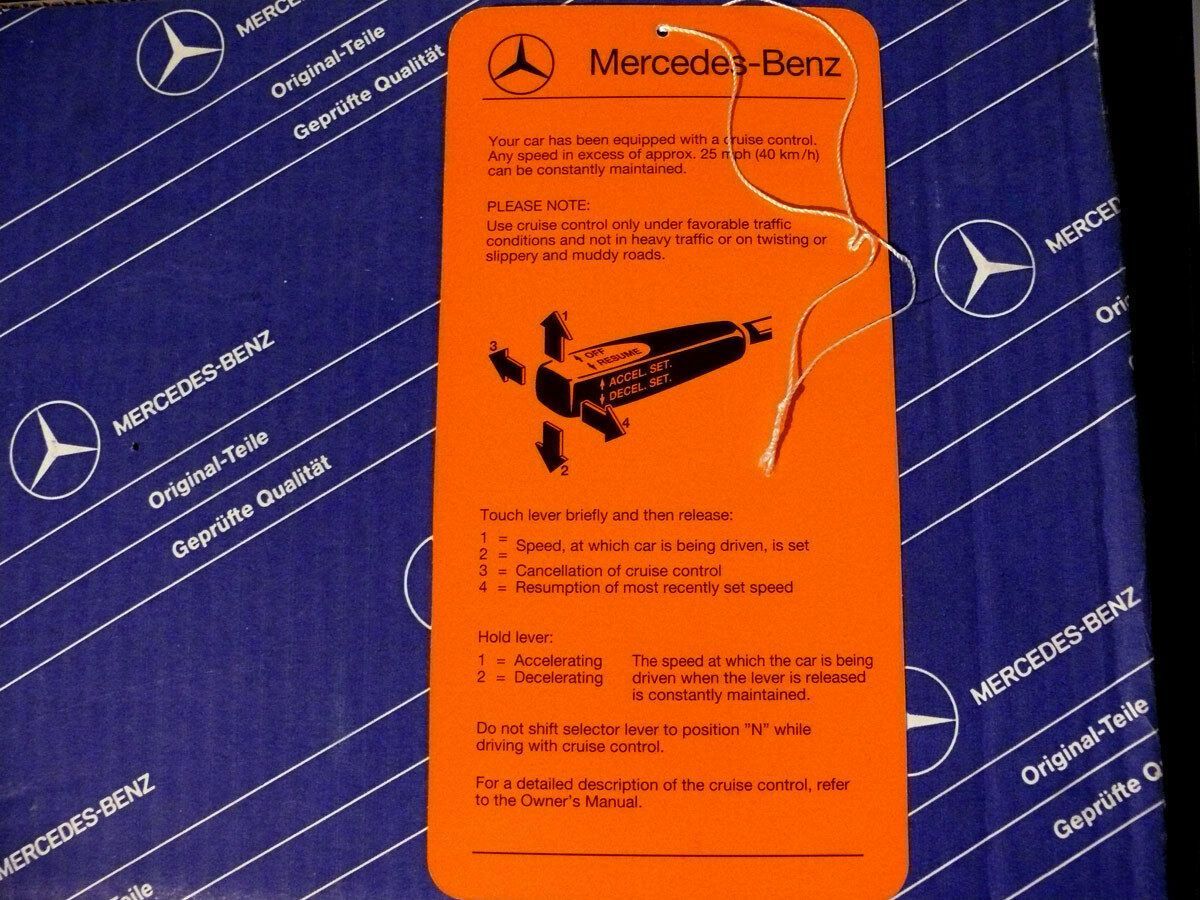 Mercedes-Benz
Your car has been equipped with a cruise control.
Any speed in excess of approx. 25 mph (40 km/h)
can be constantly maintained.
PLEASE NOTE:
Use cruise control only under favorable traffic
conditions and not in heavy traffic or on twisting or
slippery and muddy roads.
1
3
OFF
RESUME
ACCEL. SET.
DECEL. SET.
4
2
Touch lever briefly and then release:
1 =
2 =
Speed, at which car is being driven, is set
3 = Cancellation of cruise control
4 = Resumption of most recently set speed
Hold lever:
1 = Accelerating
2 = Decelerating
The speed at which the car is being
driven when the lever is released
is constantly maintained.
Do not shift selector lever to position "N" while
driving with cruise control.
For a detailed description of the cruise control, refer
to the Owner's Manual.
MERCE
Original-Teile
Geprüfte Qualität
MERCEDES-BENZ
Original-Teile
Geprüfte Qualität
MERCEDES-BENZ
eile
MERCED
Orig
MERCEDES-BENZ
Original-Teile
Geprüfte Q